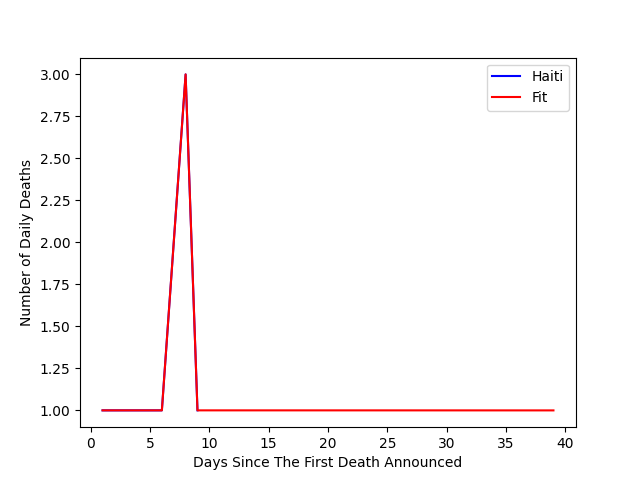 Haiti
Fit
3.00
2.75
2.50
2.25
2.00
1.75
1.50
1.25
1.00
Number of Daily Deaths
0 5 10 15 20 25 30 35 40
Days Since The First Death Announced